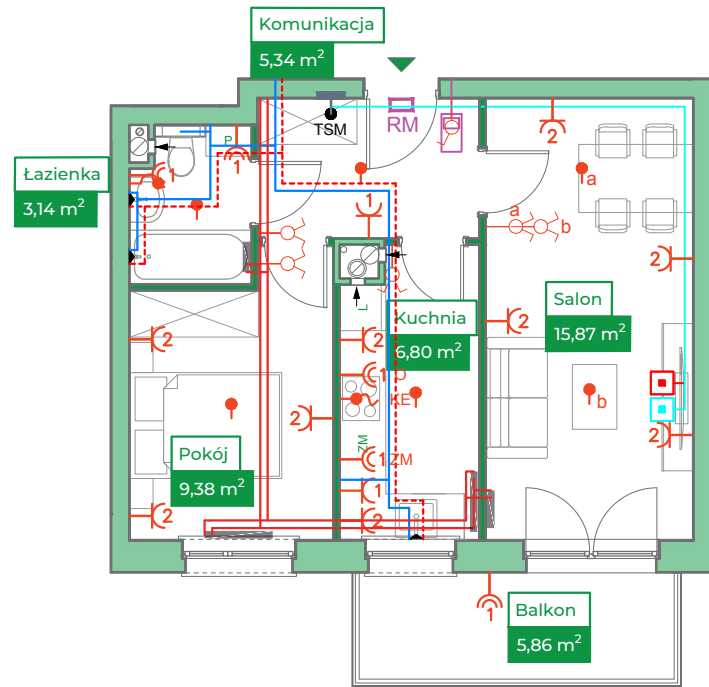 Komunikacja
5,34 m²
TSM
RM
P
1
Łazienka
3,14 m²
1
2
a
1
a
b
2
2
Salon
15,87 m²
L
Kuchnia
6,80 m²
2
2
KE
b
2
2
Pokój
9,38 m²
ZM
1
ZM
2
1
2
2
Balkon
5,86 m²
1